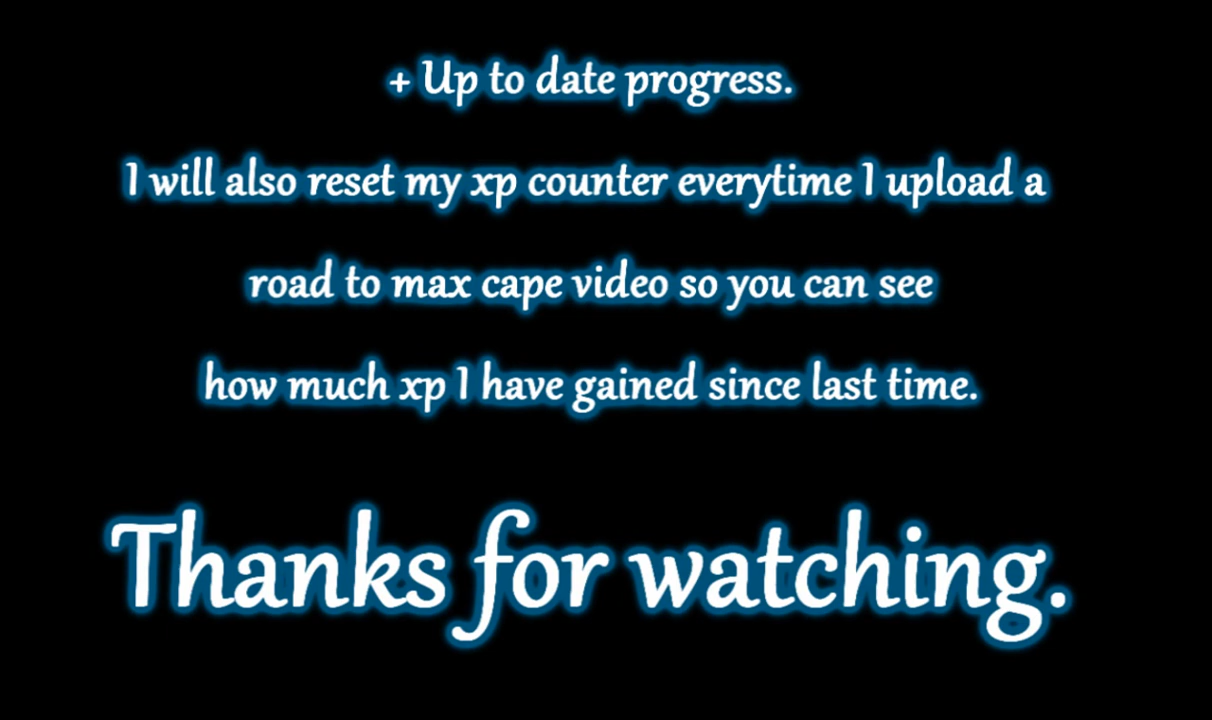 + Up to date progress.
I will also reset my xp counter everytime I upload a
road to max cape video so you can see
how much xp I have gained since last time.
Thanks for watching.